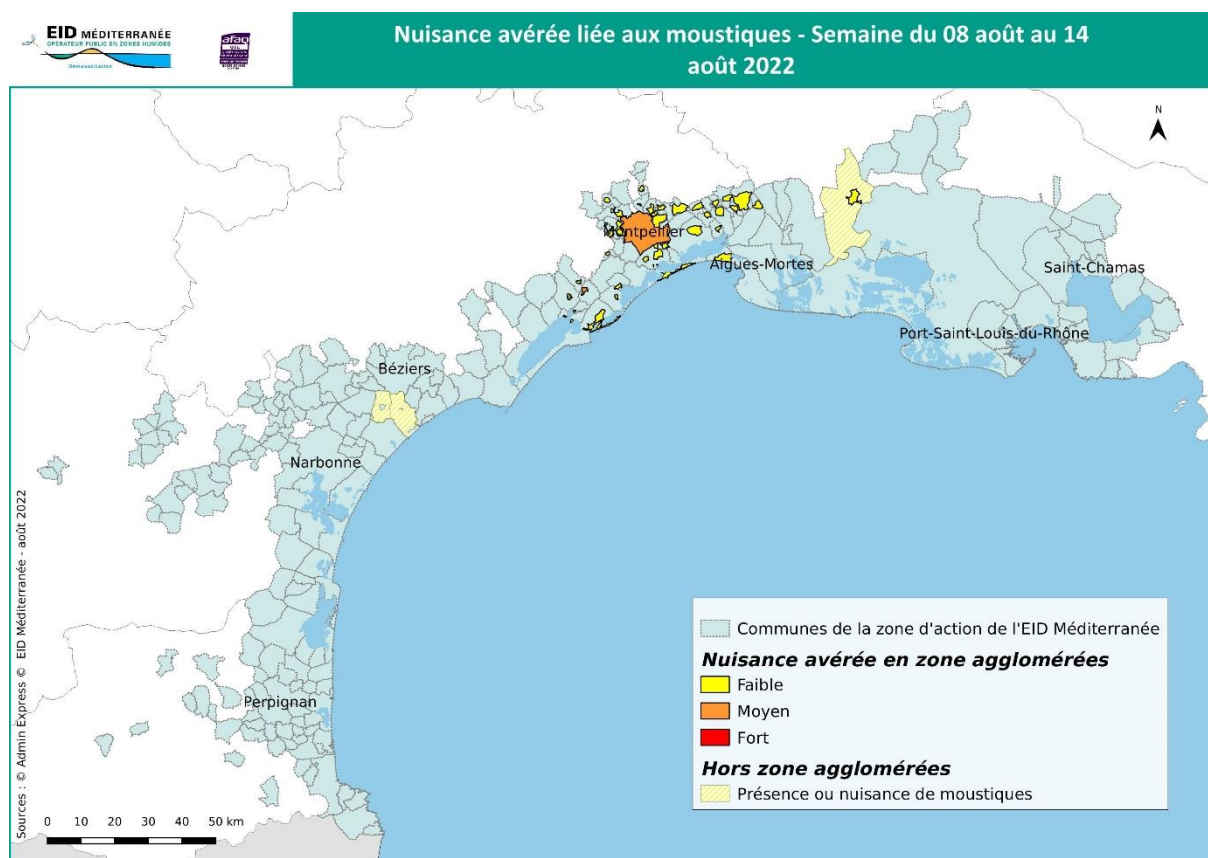 EID MÉDITERRANÉE
OPÉRATEUR PUBLIC EN ZONES HUMIDES
Démoustication
afaq
Nuisance avérée liée aux moustiques - Semaine du 08 août au 14
août 2022
N
Montpellier
Aigues-Mortes
Saint-Chamas
Port-Saint-Louis-du-Rhône
Béziers
Narbonne
Perpignan
Communes de la zone d'action de l'EID Méditerranée
Nuisance avérée en zone agglomérées
Faible
Moyen
Fort
Hors zone agglomérées
Présence ou nuisance de moustiques
0 10 20 30 40 50 km
Sources : © Admin Express © EID Méditerranée - août 2022